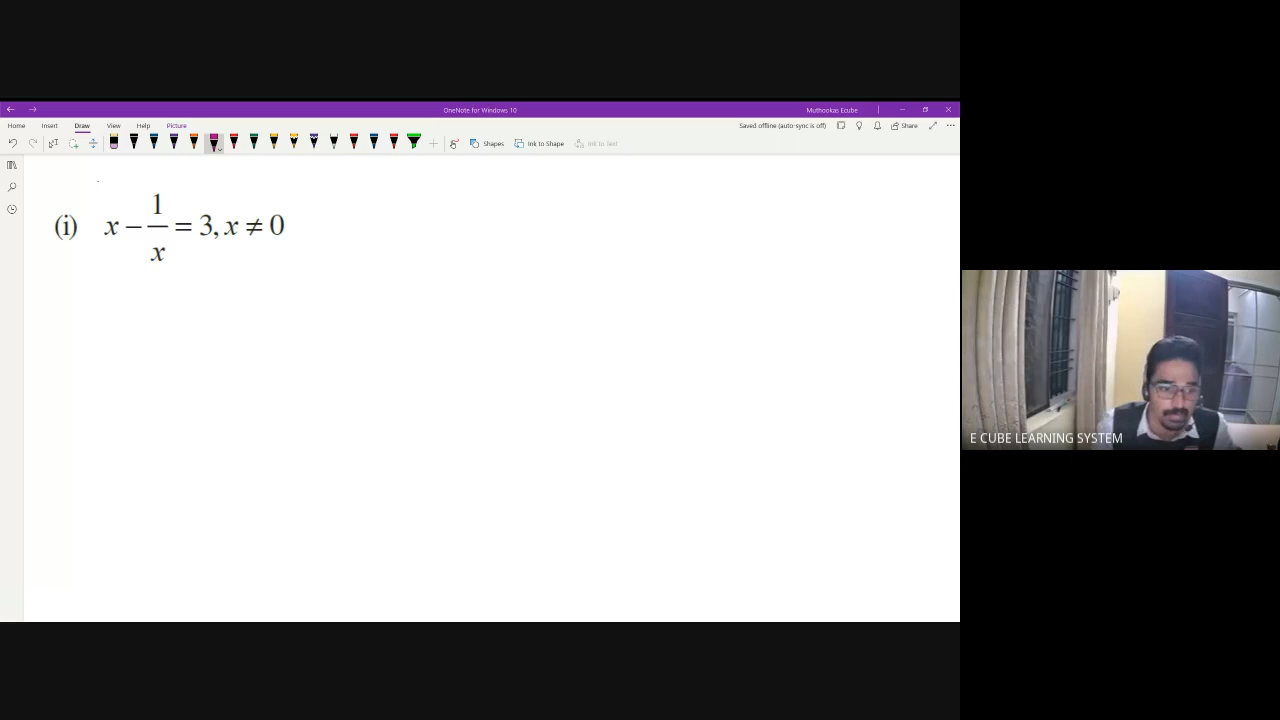 OneNote for Windows 10
Muthookas Ecube
Home Insert Draw View Help Picture
Saved offline (auto-sync is off)
Share
Shapes
Ink to Shape
Ink to Text
(i) x − 1/x = 3, x ≠ 0
E CUBE LEARNING SYSTEM